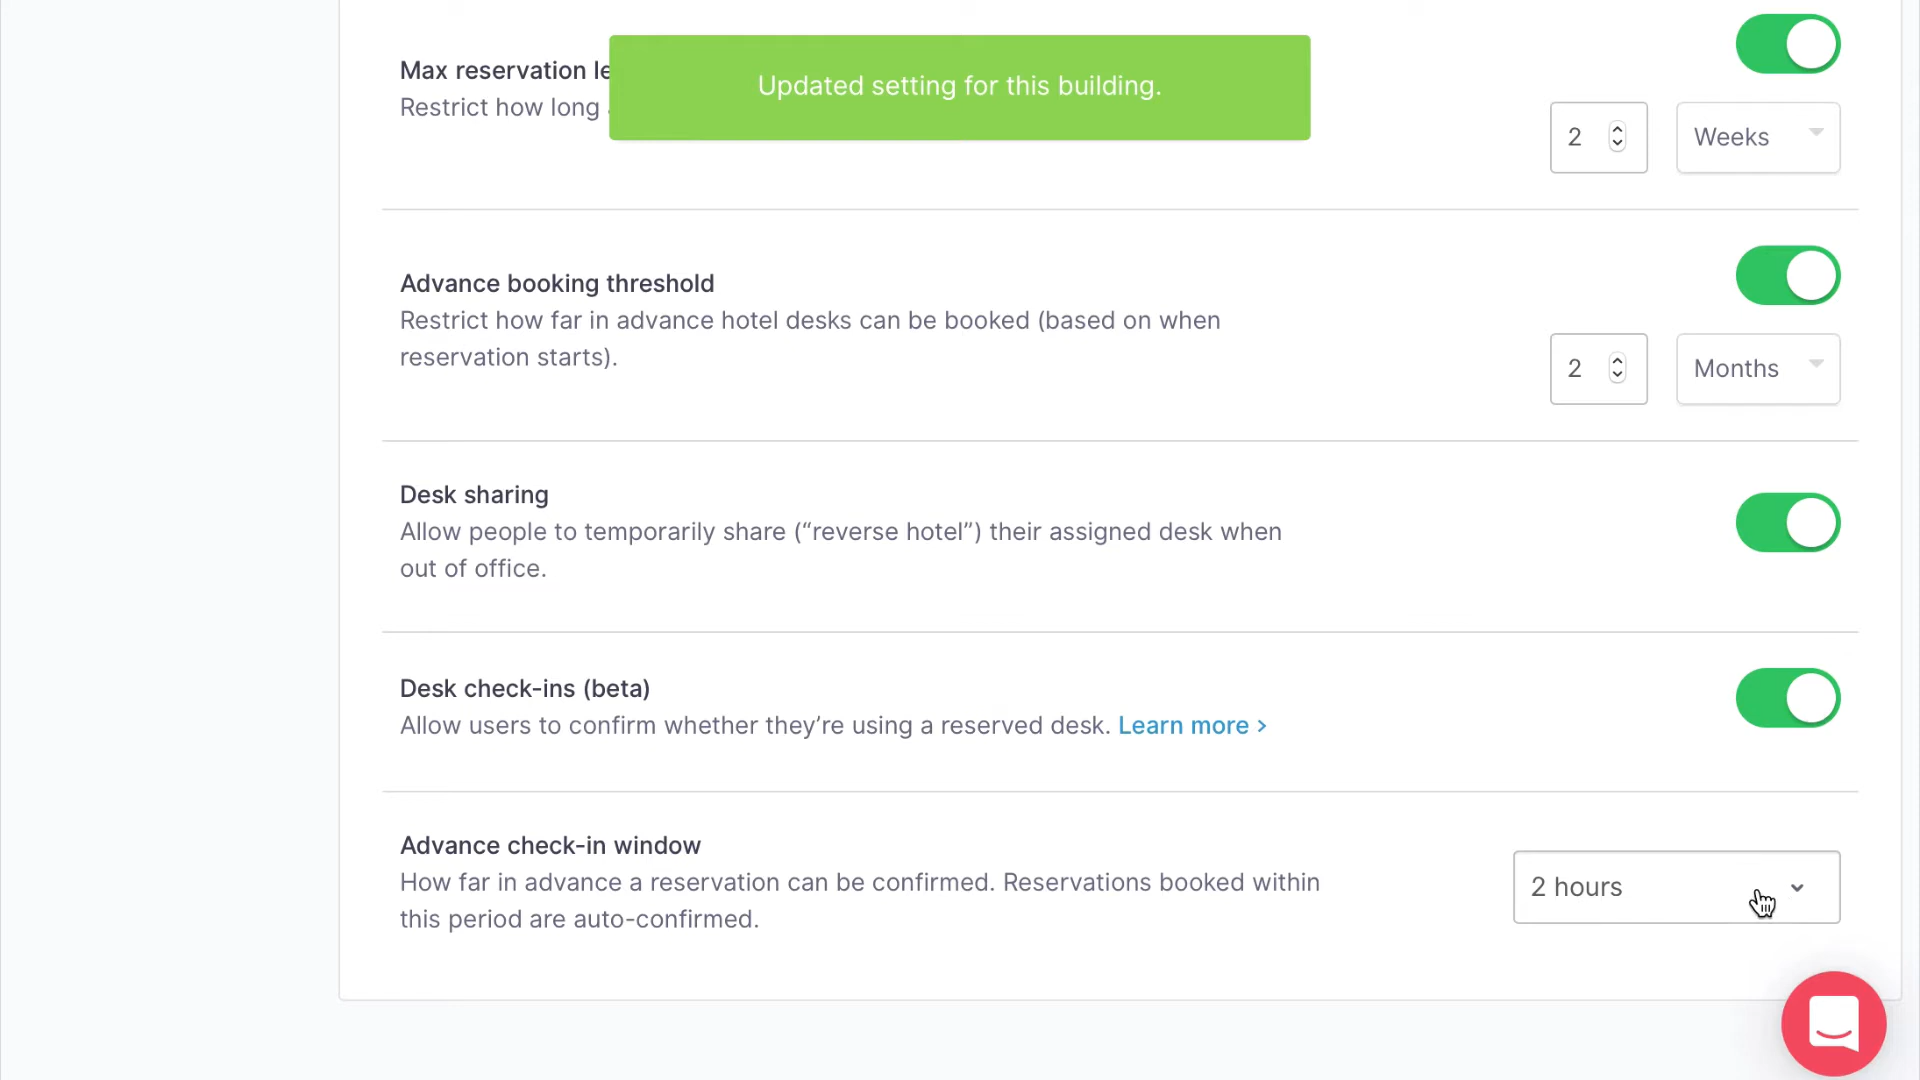 Max reservation
Updated setting for this building.
Restrict how long
2
Weeks
Advance booking threshold
Restrict how far in advance hotel desks can be booked (based on when
reservation starts).
2
Months
Desk sharing
Allow people to temporarily share (“reverse hotel”) their assigned desk when
out of office.
Desk check-ins (beta)
Allow users to confirm whether they’re using a reserved desk. Learn more ›
Advance check-in window
How far in advance a reservation can be confirmed. Reservations booked within
this period are auto-confirmed.
2 hours